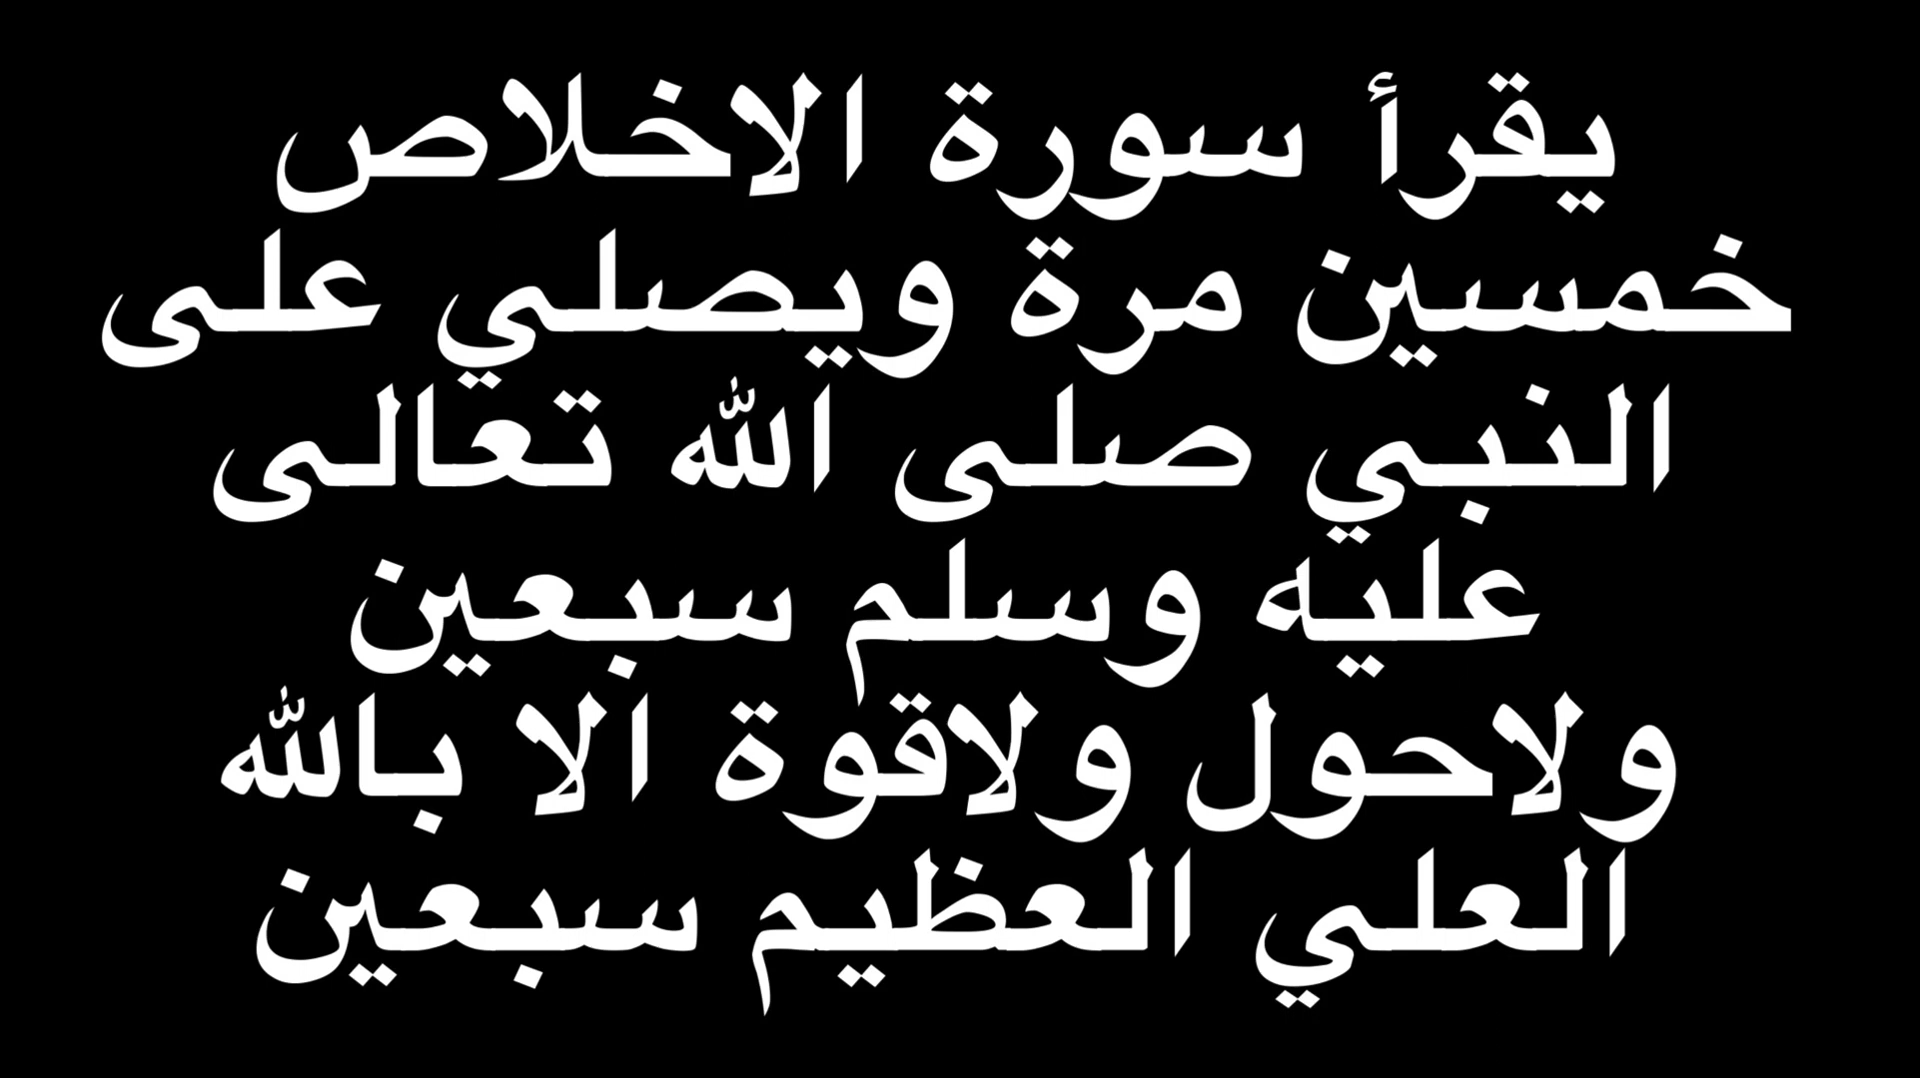 يقرأ سورة الاخلاص
خمسين مرة ويصلي على
النبي صلى الله تعالى
عليه وسلم سبعين
ولاحول ولاقوة الا بالله
العلي العظيم سبعين